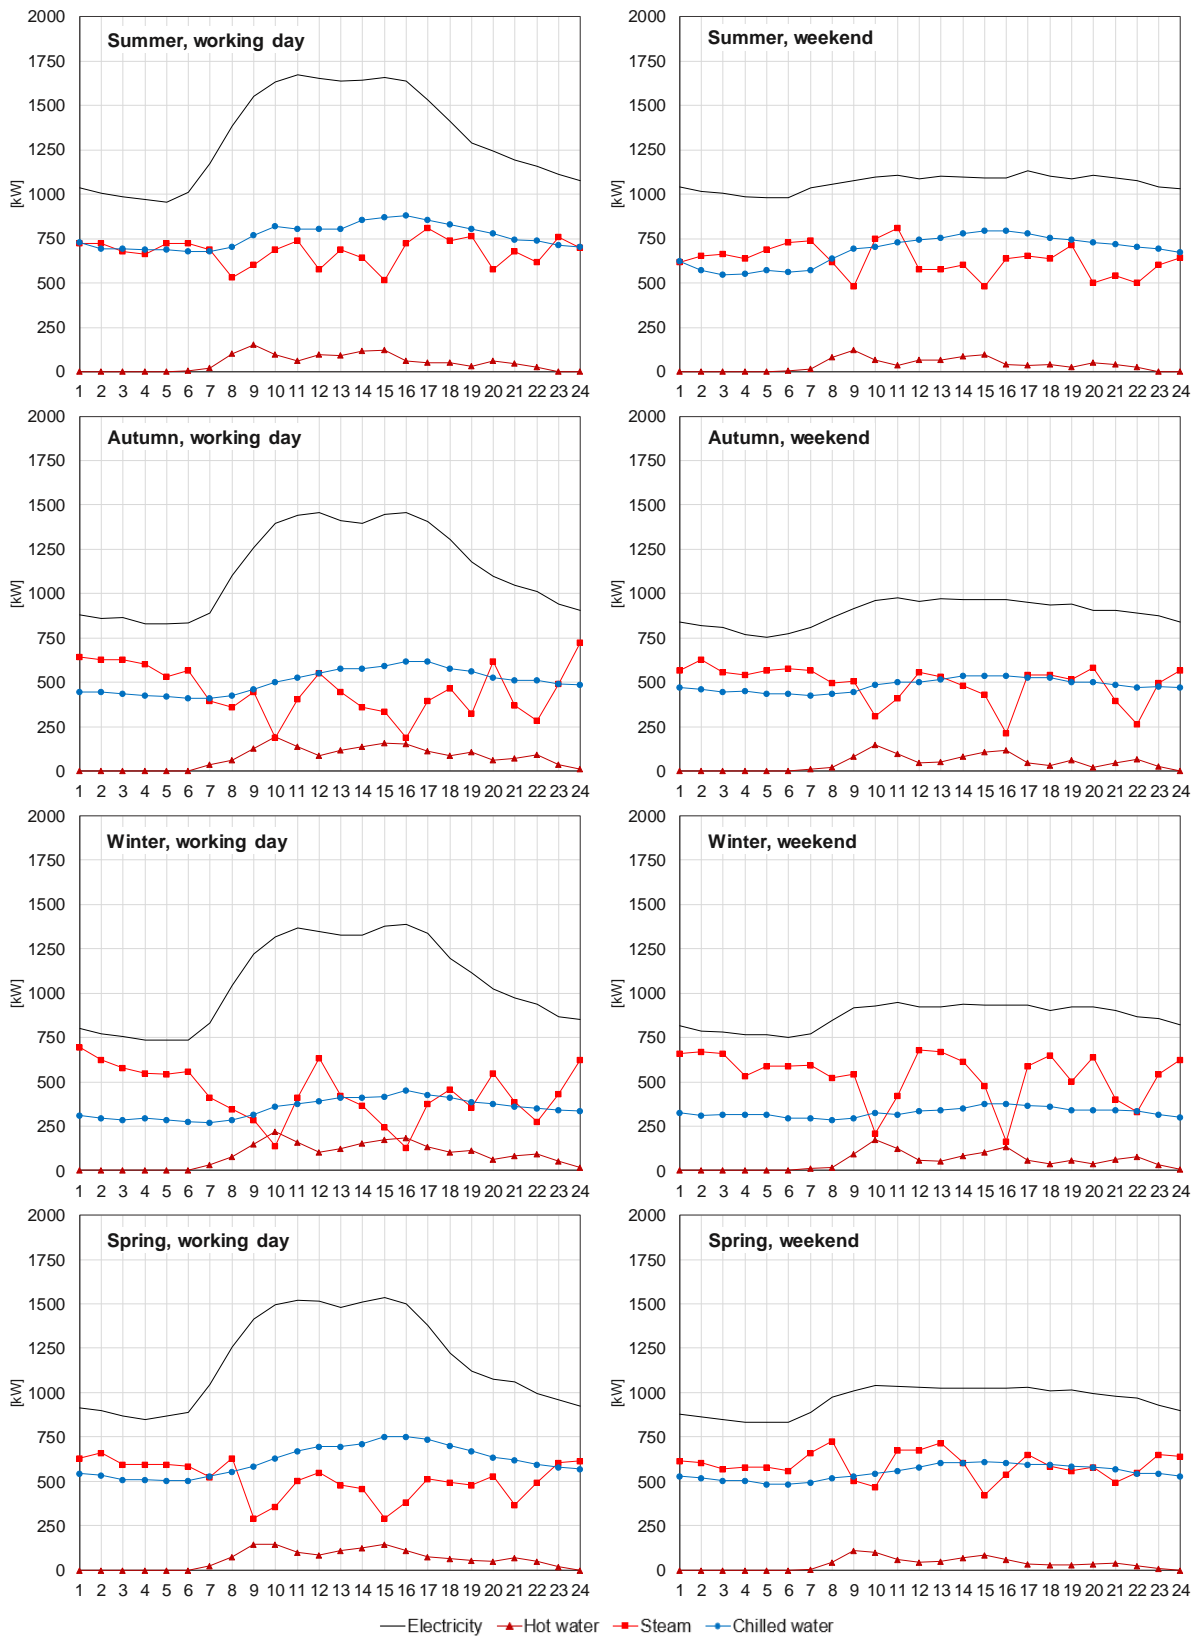 2000
1750
1500
1250
1000
750
500
250
0
[kW]
Summer, working day
1 2 3 4 5 6 7 8 9 10 11 12 13 14 15 16 17 18 19 20 21 22 23 24
2000
1750
1500
1250
1000
750
500
250
0
[kW]
Summer, weekend
1 2 3 4 5 6 7 8 9 10 11 12 13 14 15 16 17 18 19 20 21 22 23 24
2000
1750
1500
1250
1000
750
500
250
0
[kW]
Autumn, working day
1 2 3 4 5 6 7 8 9 10 11 12 13 14 15 16 17 18 19 20 21 22 23 24
2000
1750
1500
1250
1000
750
500
250
0
[kW]
Autumn, weekend
1 2 3 4 5 6 7 8 9 10 11 12 13 14 15 16 17 18 19 20 21 22 23 24
2000
1750
1500
1250
1000
750
500
250
0
[kW]
Winter, working day
1 2 3 4 5 6 7 8 9 10 11 12 13 14 15 16 17 18 19 20 21 22 23 24
2000
1750
1500
1250
1000
750
500
250
0
[kW]
Winter, weekend
1 2 3 4 5 6 7 8 9 10 11 12 13 14 15 16 17 18 19 20 21 22 23 24
2000
1750
1500
1250
1000
750
500
250
0
[kW]
Spring, working day
1 2 3 4 5 6 7 8 9 10 11 12 13 14 15 16 17 18 19 20 21 22 23 24
2000
1750
1500
1250
1000
750
500
250
0
[kW]
Spring, weekend
1 2 3 4 5 6 7 8 9 10 11 12 13 14 15 16 17 18 19 20 21 22 23 24
Electricity Hot water Steam Chilled water